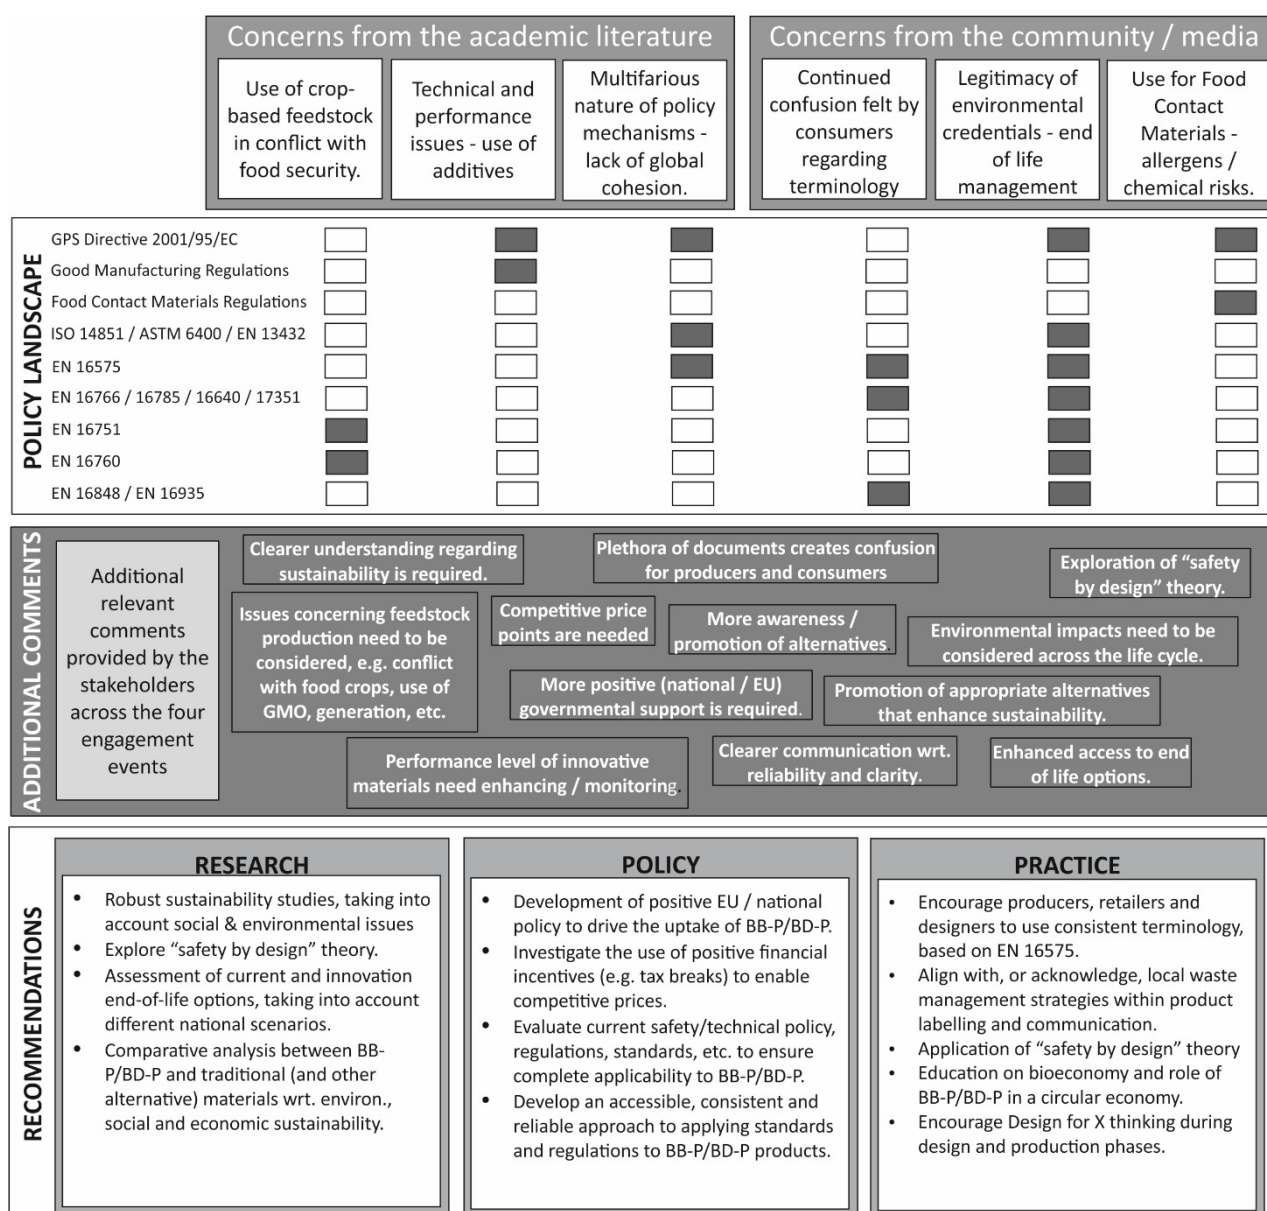 Concerns from the academic literature
Use of crop-
based feedstock
in conflict with
food security.
Technical and
performance
issues - use of
additives
Multifarious
nature of policy
mechanisms -
lack of global
cohesion.
Concerns from the community / media
Continued
confusion felt by
consumers
regarding
terminology
Legitimacy of
environmental
credentials - end
of life
management
Use for Food
Contact
Materials -
allergens /
chemical risks.
POLICY LANDSCAPE
GPS Directive 2001/95/EC
Good Manufacturing Regulations
Food Contact Materials Regulations
ISO 14851 / ASTM 6400 / EN 13432
EN 16575
EN 16766 / 16785 / 16640 / 17351
EN 16751
EN 16760
EN 16848 / EN 16935
ADDITIONAL COMMENTS
Additional
relevant
comments
provided by the
stakeholders
across the four
engagement
events
Clearer understanding regarding
sustainability is required.
Plethora of documents creates confusion
for producers and consumers
Exploration of “safety
by design” theory.
Issues concerning feedstock
production need to be
considered, e.g. conflict
with food crops, use of
GMO, generation, etc.
Competitive price
points are needed
More awareness /
promotion of alternatives.
Environmental impacts need to be
considered across the life cycle.
More positive (national / EU)
governmental support is required.
Promotion of appropriate alternatives
that enhance sustainability.
Performance level of innovative
materials need enhancing / monitoring.
Clearer communication wrt.
reliability and clarity.
Enhanced access to end
of life options.
RECOMMENDATIONS
RESEARCH
• Robust sustainability studies, taking into
account social & environmental issues
• Explore “safety by design” theory.
• Assessment of current and innovation
end-of-life options, taking into account
different national scenarios.
• Comparative analysis between BB-
P/BD-P and traditional (and other
alternative) materials wrt. environ.,
social and economic sustainability.
POLICY
• Development of positive EU / national
policy to drive the uptake of BB-P/BD-P.
• Investigate the use of positive financial
incentives (e.g. tax breaks) to enable
competitive prices.
• Evaluate current safety/technical policy,
regulations, standards, etc. to ensure
complete applicability to BB-P/BD-P.
• Develop an accessible, consistent and
reliable approach to applying standards
and regulations to BB-P/BD-P products.
PRACTICE
• Encourage producers, retailers and
designers to use consistent terminology,
based on EN 16575.
• Align with, or acknowledge, local waste
management strategies within product
labelling and communication.
• Application of “safety by design” theory
• Education on bioeconomy and role of
BB-P/BD-P in a circular economy.
• Encourage Design for X thinking during
design and production phases.